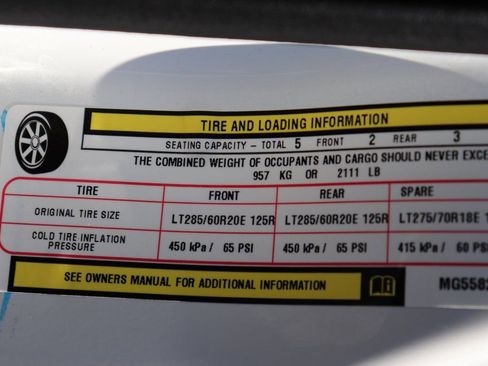 TIRE AND LOADING INFORMATION
SEATING CAPACITY - TOTAL 5 FRONT 2 REAR 3
THE COMBINED WEIGHT OF OCCUPANTS AND CARGO SHOULD NEVER EXCE
957 KG OR 2111 LB
TIRE FRONT REAR SPARE
ORIGINAL TIRE SIZE LT285/60R20E 125R LT285/60R20E 125R LT275/70R18E 1
COLD TIRE INFLATION
PRESSURE 450 kPa / 65 PSI 450 kPa / 65 PSI 415 kPa / 60 PSI
SEE OWNERS MANUAL FOR ADDITIONAL INFORMATION MG5582